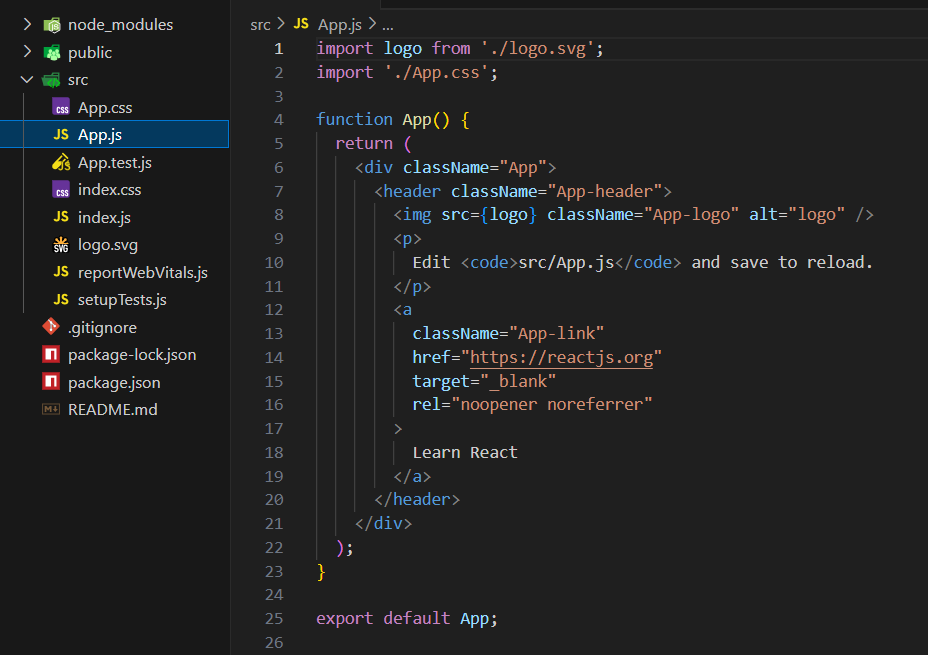 node_modules
public
src
App.css
App.js
App.test.js
index.css
index.js
logo.svg
reportWebVitals.js
setupTests.js
.gitignore
package-lock.json
package.json
README.md
src > JS App.js > ...
1 import logo from './logo.svg';
2 import './App.css';
3
4 function App() {
5   return (
6     <div className="App">
7       <header className="App-header">
8         <img src={logo} className="App-logo" alt="logo" />
9         <p>
10           Edit <code>src/App.js</code> and save to reload.
11         </p>
12         <a
13           className="App-link"
14           href="https://reactjs.org"
15           target="_blank"
16           rel="noopener noreferrer"
17         >
18           Learn React
19         </a>
20       </header>
21     </div>
22   );
23 }
24
25 export default App;
26